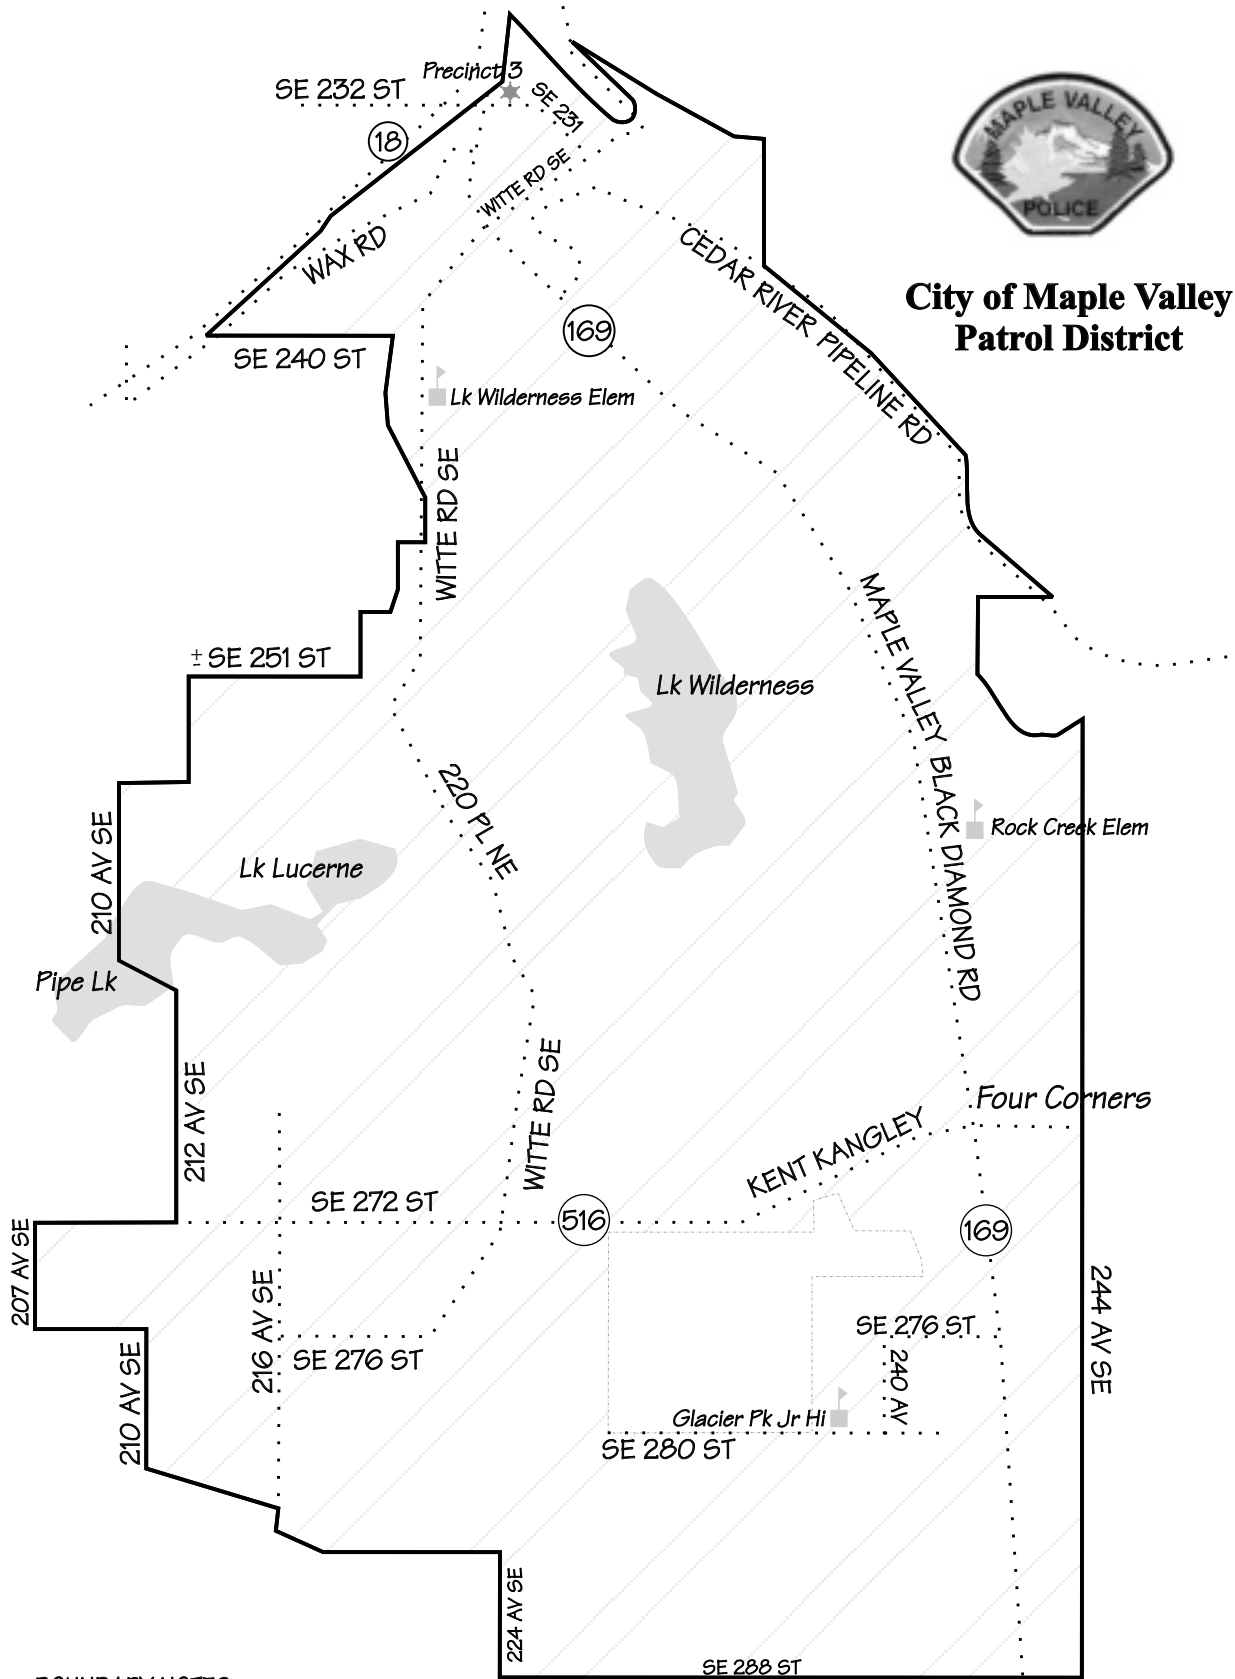 Precinct 3
SE 232 ST
SE 231
18
MAPLE VALLEY
POLICE
WITTE RD SE
WAX RD
CEDAR RIVER PIPELINE RD
City of Maple Valley
Patrol District
169
SE 240 ST
Lk Wilderness Elem
WITTE RD SE
± SE 251 ST
Lk Wilderness
MAPLE VALLEY BLACK DIAMOND RD
220 PL NE
210 AV SE
Rock Creek Elem
Lk Lucerne
Pipe Lk
212 AV SE
WITTE RD SE
Four Corners
KENT KANGLEY
SE 272 ST
516
169
207 AV SE
216 AV SE
244 AV SE
SE 276 ST
SE 276 ST
240 AV
210 AV SE
Glacier Pk Jr Hi
SE 280 ST
224 AV SE
SE 288 ST